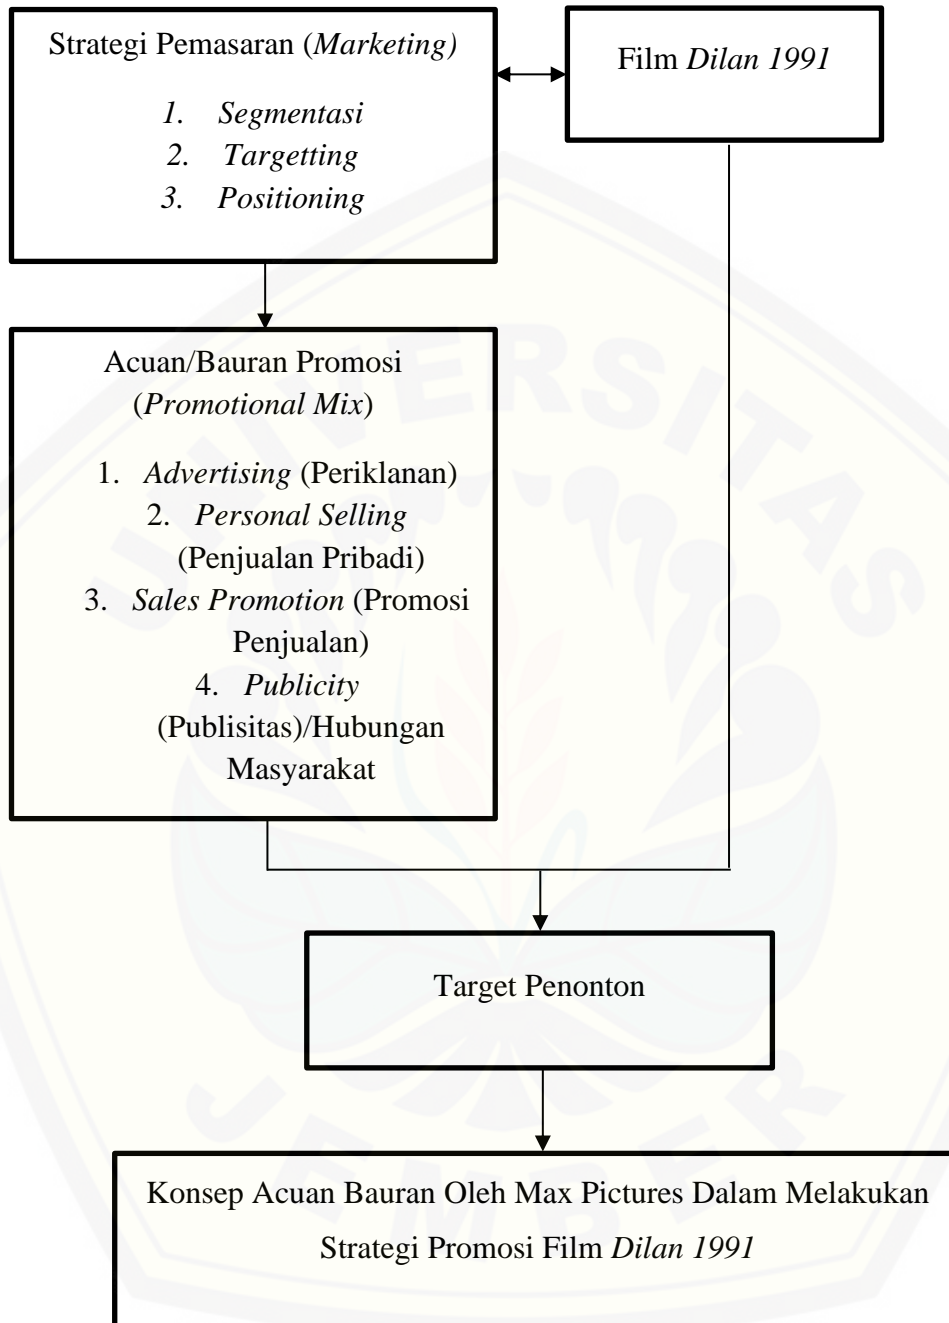 Strategi Pemasaran (Marketing)
1. Segmentasi
2. Targetting
3. Positioning
Film Dilan 1991
Acuan/Bauran Promosi
(Promotional Mix)
1. Advertising (Periklanan)
2. Personal Selling
(Penjualan Pribadi)
3. Sales Promotion (Promosi
Penjualan)
4. Publicity
(Publisitas)/Hubungan
Masyarakat
Target Penonton
Konsep Acuan Bauran Oleh Max Pictures Dalam Melakukan
Strategi Promosi Film Dilan 1991
UNIVERSITAS
JEMBER